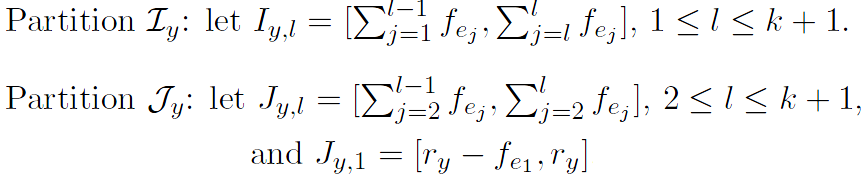 Partition $\mathcal{I}_y$: let $I_{y,l} = [\sum_{j=1}^{l-1} f_{e_j}, \sum_{j=l}^{l} f_{e_j}]$, $1 \leq l \leq k+1$.
Partition $\mathcal{J}_y$: let $J_{y,l} = [\sum_{j=2}^{l-1} f_{e_j}, \sum_{j=2}^{l} f_{e_j}]$, $2 \leq l \leq k+1$,
and $J_{y,1} = [r_y - f_{e_1}, r_y]$